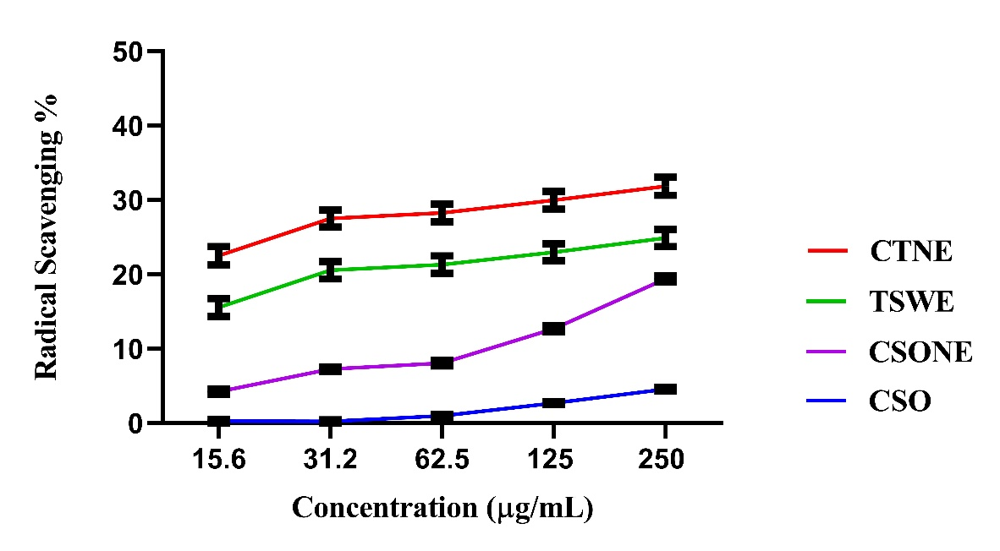 Radical Scavenging %
50
40
30
20
10
0
15.6 31.2 62.5 125 250
Concentration (µg/mL)
CTNE
TSWE
CSONE
CSO